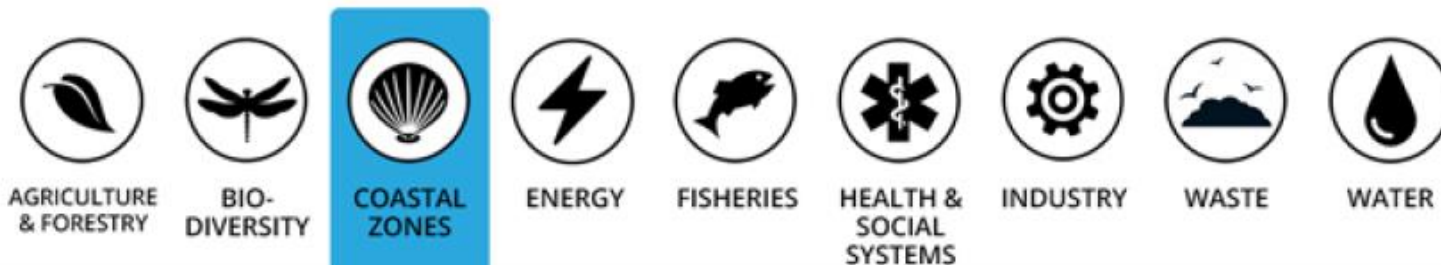 AGRICULTURE
& FORESTRY
BIO-
DIVERSITY
COASTAL
ZONES
ENERGY
FISHERIES
HEALTH &
SOCIAL
SYSTEMS
INDUSTRY
WASTE
WATER